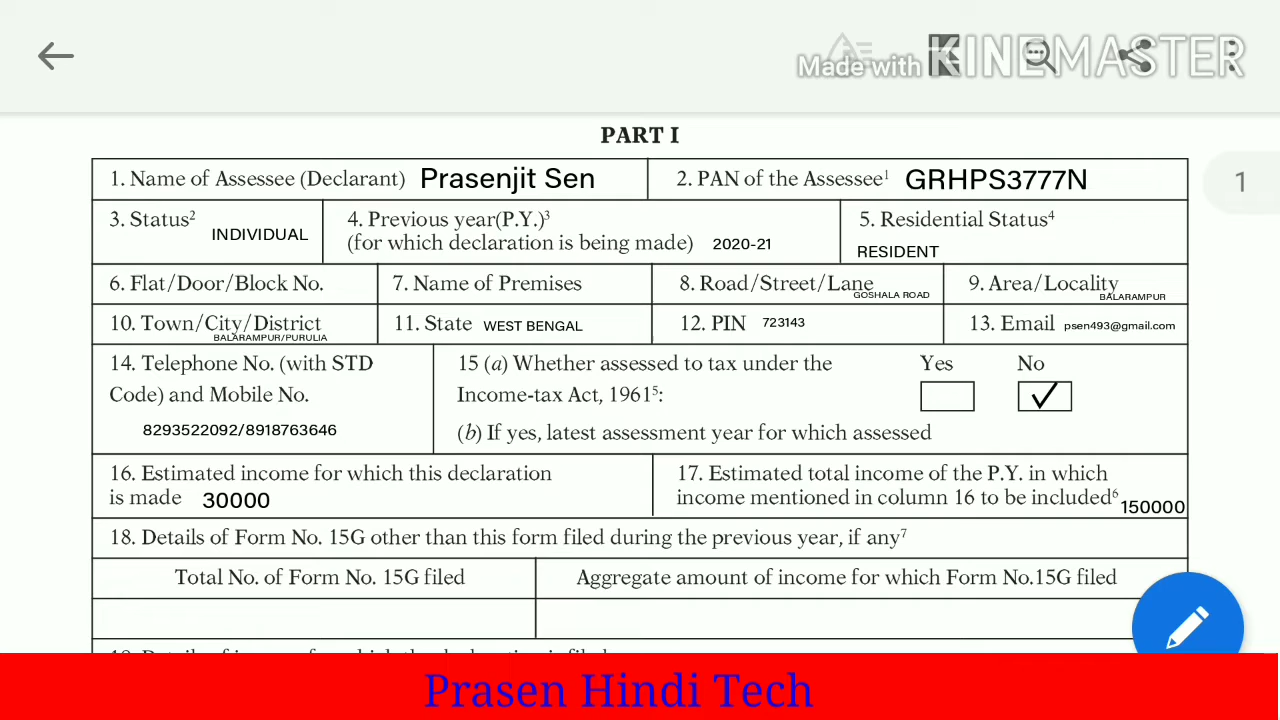 Made with KINEMASTER
PART I
1. Name of Assessee (Declarant) Prasenjit Sen
2. PAN of the Assessee¹ GRHPS3777N
3. Status² INDIVIDUAL
4. Previous year(P.Y.)³
(for which declaration is being made) 2020-21
5. Residential Status⁴
RESIDENT
1
6. Flat/Door/Block No.
7. Name of Premises
8. Road/Street/Lane GOSHALA ROAD
9. Area/Locality BALARAMPUR
10. Town/City/District
BALARAMPUR/PURULIA
11. State WEST BENGAL
12. PIN 723143
13. Email psen493@gmail.com
14. Telephone No. (with STD
Code) and Mobile No.
8293522092/8918763646
15 (a) Whether assessed to tax under the
Income-tax Act, 1961⁵:
Yes No
(b) If yes, latest assessment year for which assessed
16. Estimated income for which this declaration
is made 30000
17. Estimated total income of the P.Y. in which
income mentioned in column 16 to be included⁶ 150000
18. Details of Form No. 15G other than this form filed during the previous year, if any⁷
Total No. of Form No. 15G filed
Aggregate amount of income for which Form No.15G filed
Prasen Hindi Tech